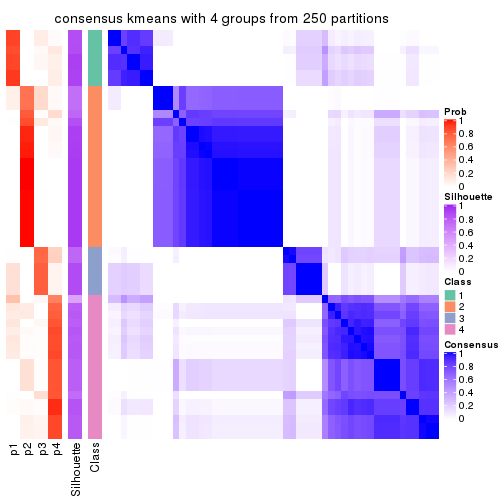 consensus kmeans with 4 groups from 250 partitions
Prob
1
0.8
0.6
0.4
0.2
0
Silhouette
1
0.8
0.6
0.4
0.2
0
Class
1
2
3
4
Consensus
1
0.8
0.6
0.4
0.2
0
p1
p2
p3
p4
Silhouette
Class